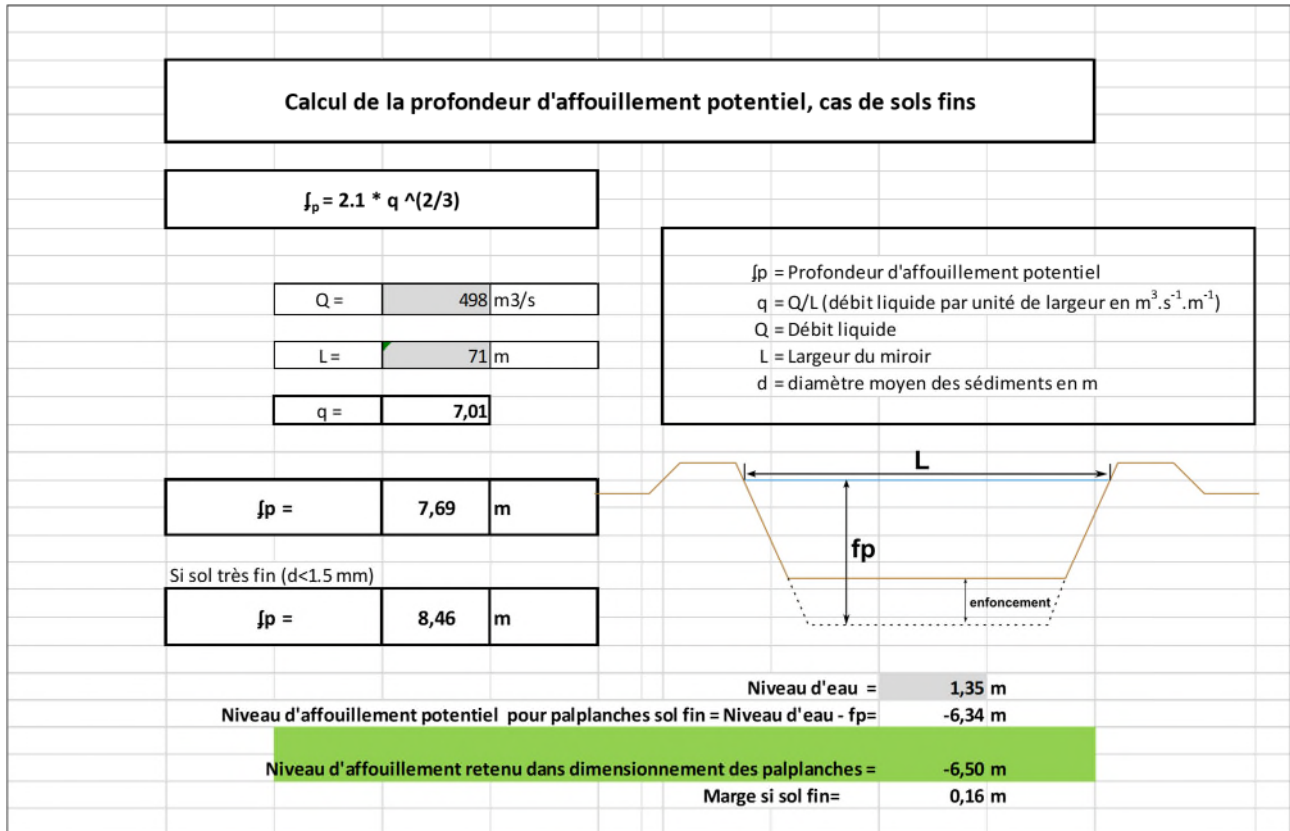 Calcul de la profondeur d'affouillement potentiel, cas de sols fins
ʄp = 2.1 * q ^(2/3)
ʄp = Profondeur d'affouillement potentiel
q = Q/L (débit liquide par unité de largeur en m³.s⁻¹.m⁻¹)
Q = Débit liquide
L = Largeur du miroir
d = diamètre moyen des sédiments en m
Q = 498 m3/s
L = 71 m
q = 7,01
ʄp = 7,69 m
Si sol très fin (d<1.5 mm)
ʄp = 8,46 m
L
fp
enfoncement
Niveau d'eau = 1,35 m
Niveau d'affouillement potentiel pour palplanches sol fin = Niveau d'eau - fp= -6,34 m
Niveau d'affouillement retenu dans dimensionnement des palplanches = -6,50 m
Marge si sol fin= 0,16 m